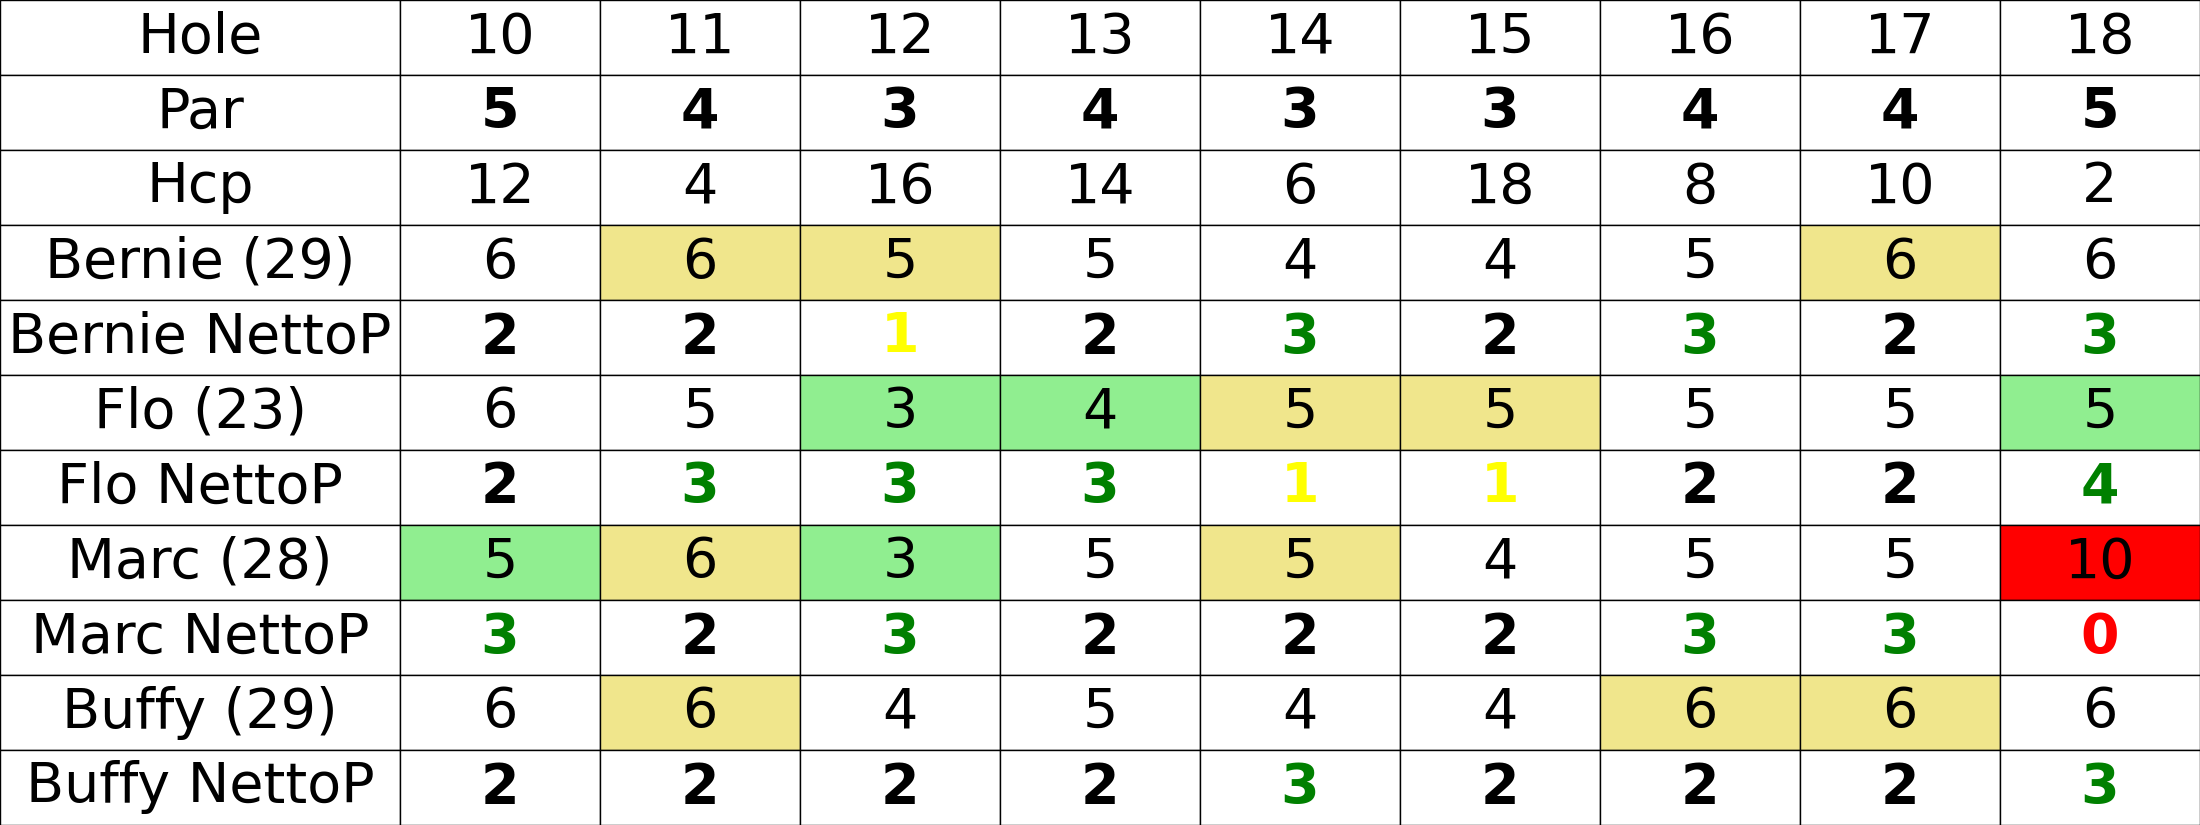 Hole 10 11 12 13 14 15 16 17 18
Par 5 4 3 4 3 3 4 4 5
Hcp 12 4 16 14 6 18 8 10 2
Bernie (29) 6 6 5 5 4 4 5 6 6
Bernie NettoP 2 2 1 2 3 2 3 2 3
Flo (23) 6 5 3 4 5 5 5 5 5
Flo NettoP 2 3 3 3 1 1 2 2 4
Marc (28) 5 6 3 5 5 4 5 5 10
Marc NettoP 3 2 3 2 2 2 3 3 0
Buffy (29) 6 6 4 5 4 4 6 6 6
Buffy NettoP 2 2 2 2 3 2 2 2 3